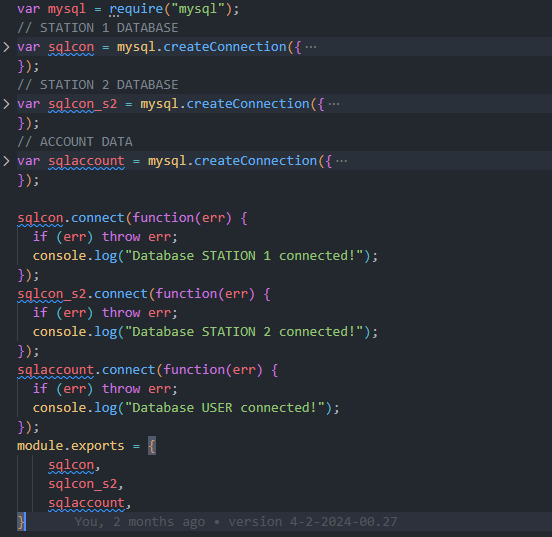 var mysql = require("mysql");
// STATION 1 DATABASE
var sqlcon = mysql.createConnection({ ⋯
});
// STATION 2 DATABASE
var sqlcon_s2 = mysql.createConnection({ ⋯
});
// ACCOUNT DATA
var sqlaccount = mysql.createConnection({ ⋯
});
sqlcon.connect(function(err) {
if (err) throw err;
console.log("Database STATION 1 connected!");
});
sqlcon_s2.connect(function(err) {
if (err) throw err;
console.log("Database STATION 2 connected!");
});
sqlaccount.connect(function(err) {
if (err) throw err;
console.log("Database USER connected!");
});
module.exports = {
sqlcon,
sqlcon_s2,
sqlaccount,
} You, 2 months ago • version 4-2-2024-00.27